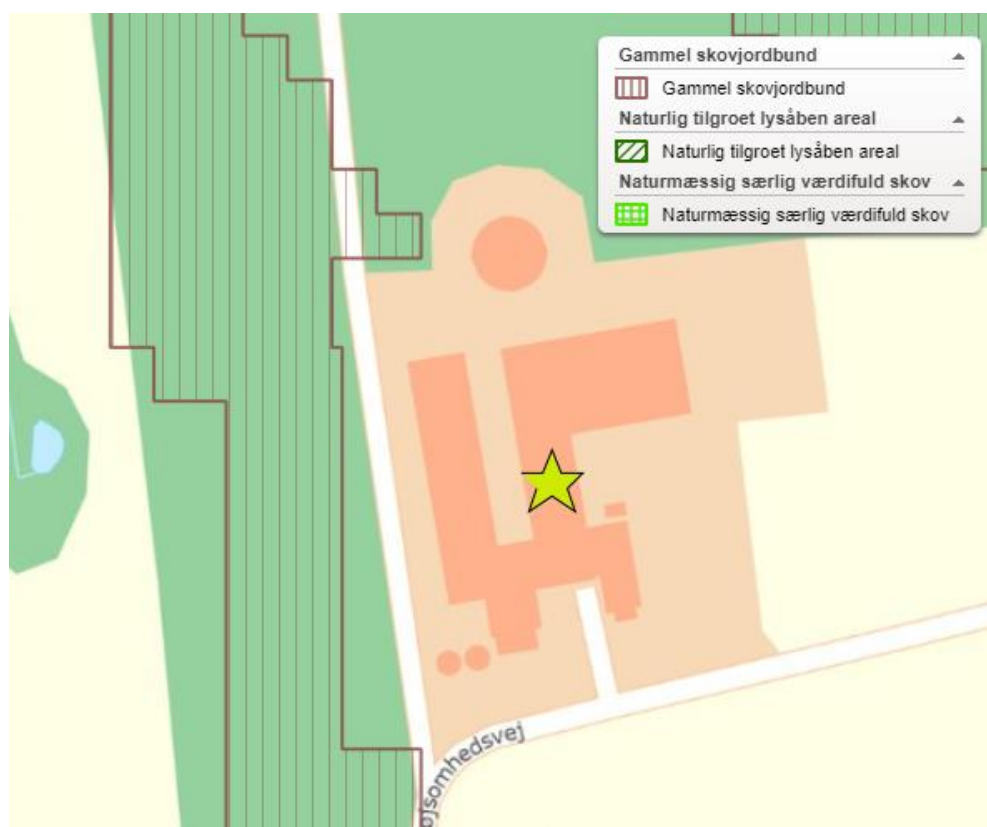 Gammel skovjordbund
Gammel skovjordbund
Naturlig tilgroet lysåben areal
Naturlig tilgroet lysåben areal
Naturmæssig særlig værdifuld skov
Naturmæssig særlig værdifuld skov
øjsomhedsvej